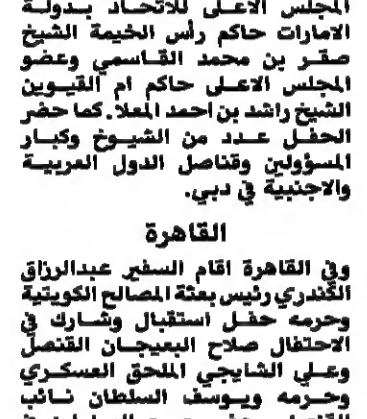 المجلس الاعلى للاتحاد بدولة
الامارات حاكم رأس الخيمة الشيخ
صقر بن محمد القاسمي وعضو
المجلس الاعلى حاكم ام القيوين
الشيخ راشد بن احمد المعلا. كما حضر
الحفل عدد من الشيوخ وكبار
المسؤولين وقناصل الدول العربية
والاجنبية في دبي.
القاهرة
وفي القاهرة اقام السفير عبدالرزاق
الكندري رئيس بعثة المصالح الكويتية
وحرمه حفل استقبال وشارك في
الاحتفال صلاح البعيجان القنصل
وعلي الشايجي الملحق العسكري
وحرمه ويوسف السلطان نائب